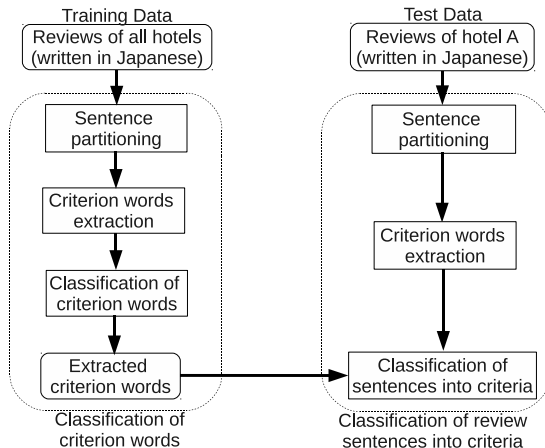 Training Data
Reviews of all hotels
(written in Japanese)
Sentence
partitioning
Criterion words
extraction
Classification of
criterion words
Extracted
criterion words
Classification of
criterion words
Test Data
Reviews of hotel A
(written in Japanese)
Sentence
partitioning
Criterion words
extraction
Classification of
sentences into criteria
Classification of review
sentences into criteria